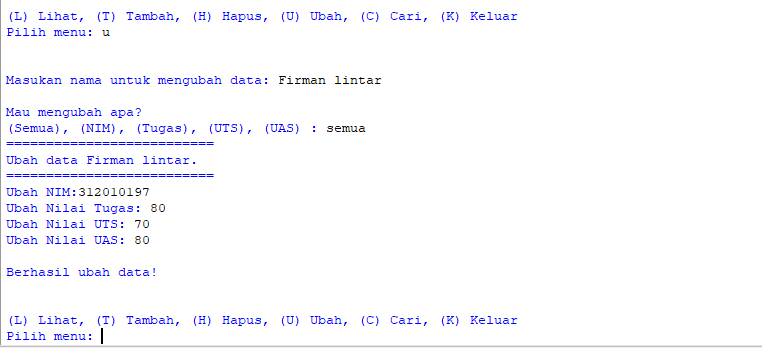 (L) Lihat, (T) Tambah, (H) Hapus, (U) Ubah, (C) Cari, (K) Keluar
Pilih menu: u
Masukan nama untuk mengubah data: Firman lintar
Mau mengubah apa?
(Semua), (NIM), (Tugas), (UTS), (UAS) : semua
==========================
Ubah data Firman lintar.
==========================
Ubah NIM:312010197
Ubah Nilai Tugas: 80
Ubah Nilai UTS: 70
Ubah Nilai UAS: 80
Berhasil ubah data!
(L) Lihat, (T) Tambah, (H) Hapus, (U) Ubah, (C) Cari, (K) Keluar
Pilih menu: